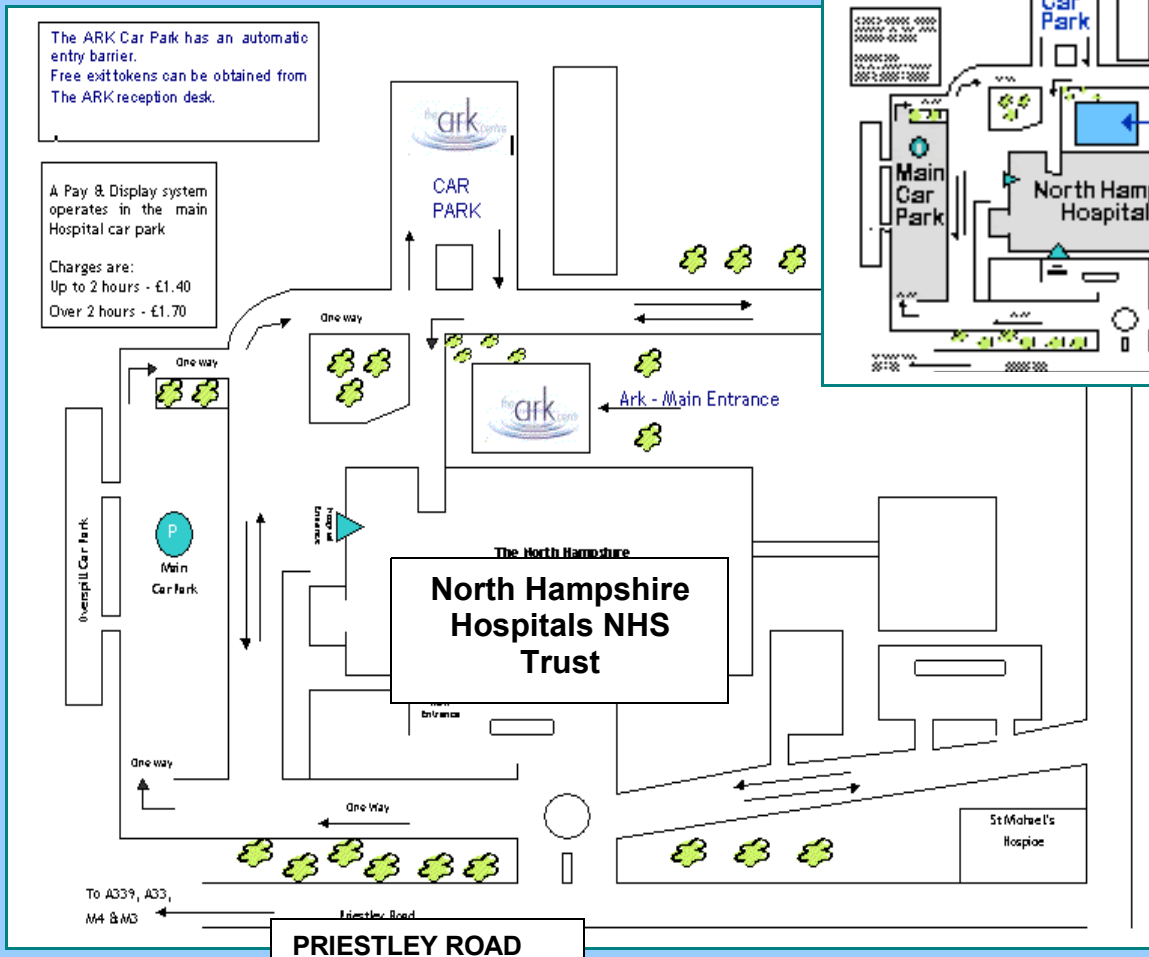 The ARK Car Park has an automatic
entry barrier.
Free exit tokens can be obtained from
The ARK reception desk.
Car
Park
the ark centre
CAR
PARK
A Pay & Display system
operates in the main
Hospital car park
Charges are:
Up to 2 hours - £1.40
Over 2 hours - £1.70
Main
Car
Park
North Ham
Hospital
One way
One way
the ark
Ark - Main Entrance
Overspill Car Park
P
Main
Car Park
Hospital
Entrance
The North Hampshire
North Hampshire
Hospitals NHS
Trust
Entrance
One way
One Way
St Michael's
Hospice
To A339, A33,
M4 & M3
Priestley Road
PRIESTLEY ROAD